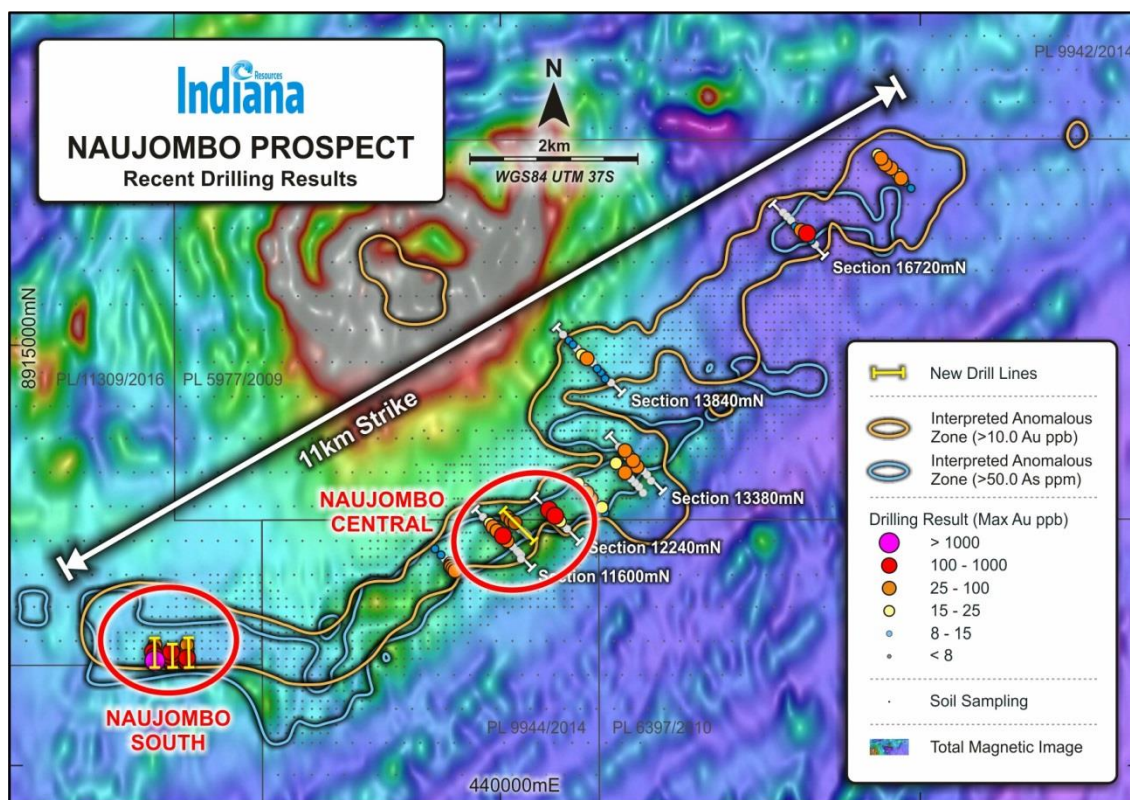 Indiana
Resources
NAUJOMBO PROSPECT
Recent Drilling Results
N
2km
WGS84 UTM 37S
PL 9942/2014
Section 16720mN
8915000mN
PL/11309/2016
PL 5977/2009
11km Strike
Section 13840mN
Section 13380mN
NAUJOMBO
CENTRAL
Section 12240mN
Section 11600mN
NAUJOMBO
SOUTH
PL 9944/2014
PL 6397/2010
440000mE
New Drill Lines
Interpreted Anomalous
Zone (>10.0 Au ppb)
Interpreted Anomalous
Zone (>50.0 As ppm)
Drilling Result (Max Au ppb)
> 1000
100 - 1000
25 - 100
15 - 25
8 - 15
< 8
Soil Sampling
Total Magnetic Image